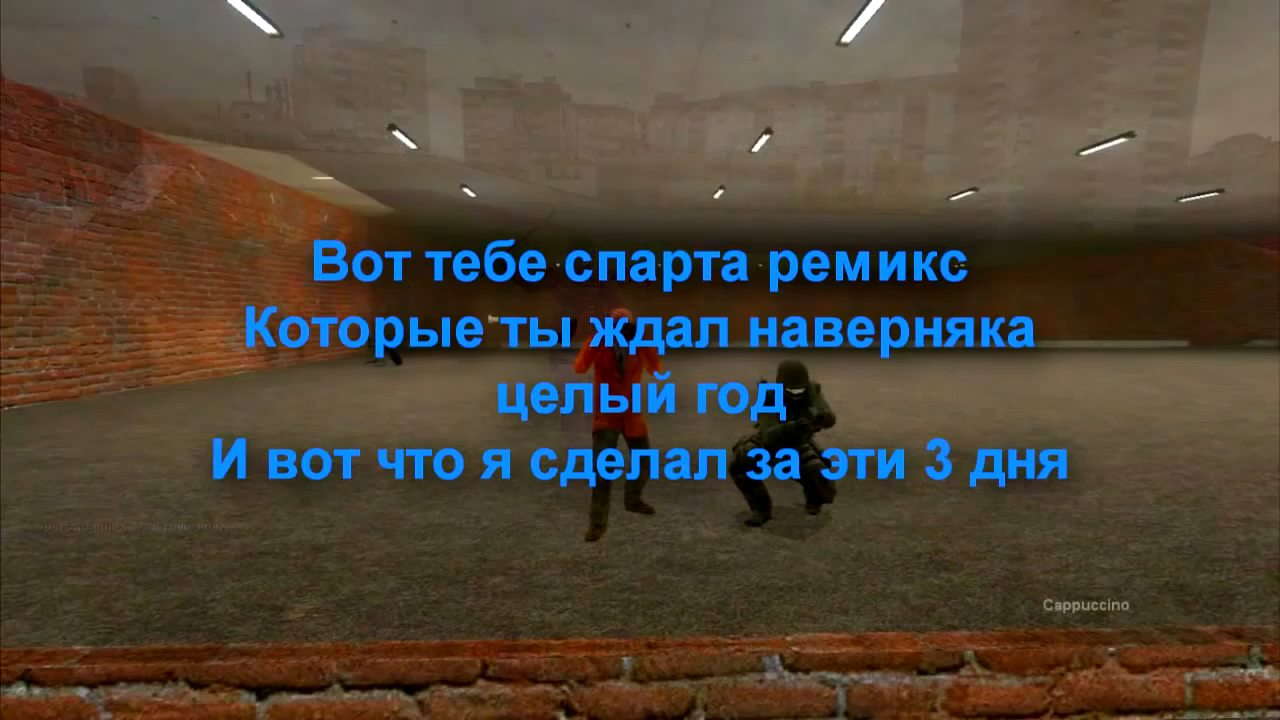 Вот тебе спарта ремикс
Которые ты ждал наверняка
целый год
И вот что я сделал за эти 3 дня
Cappuccino